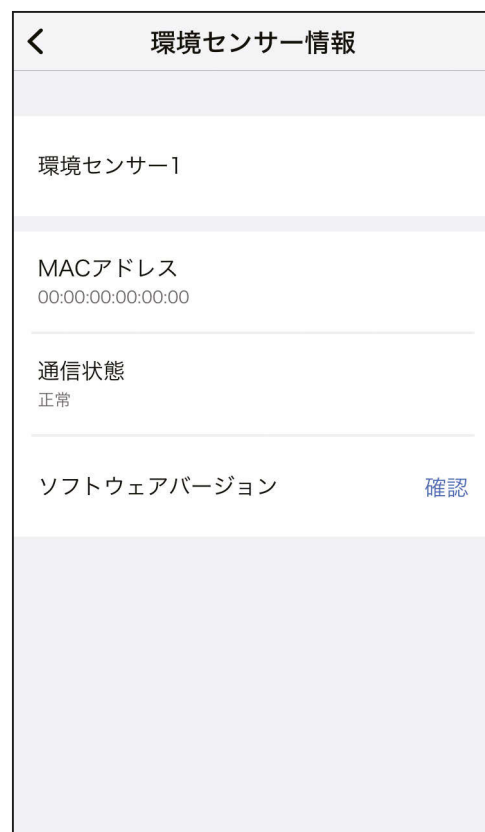 環境センサー情報
環境センサー1
MACアドレス
00:00:00:00:00:00
通信状態
正常
ソフトウェアバージョン 確認